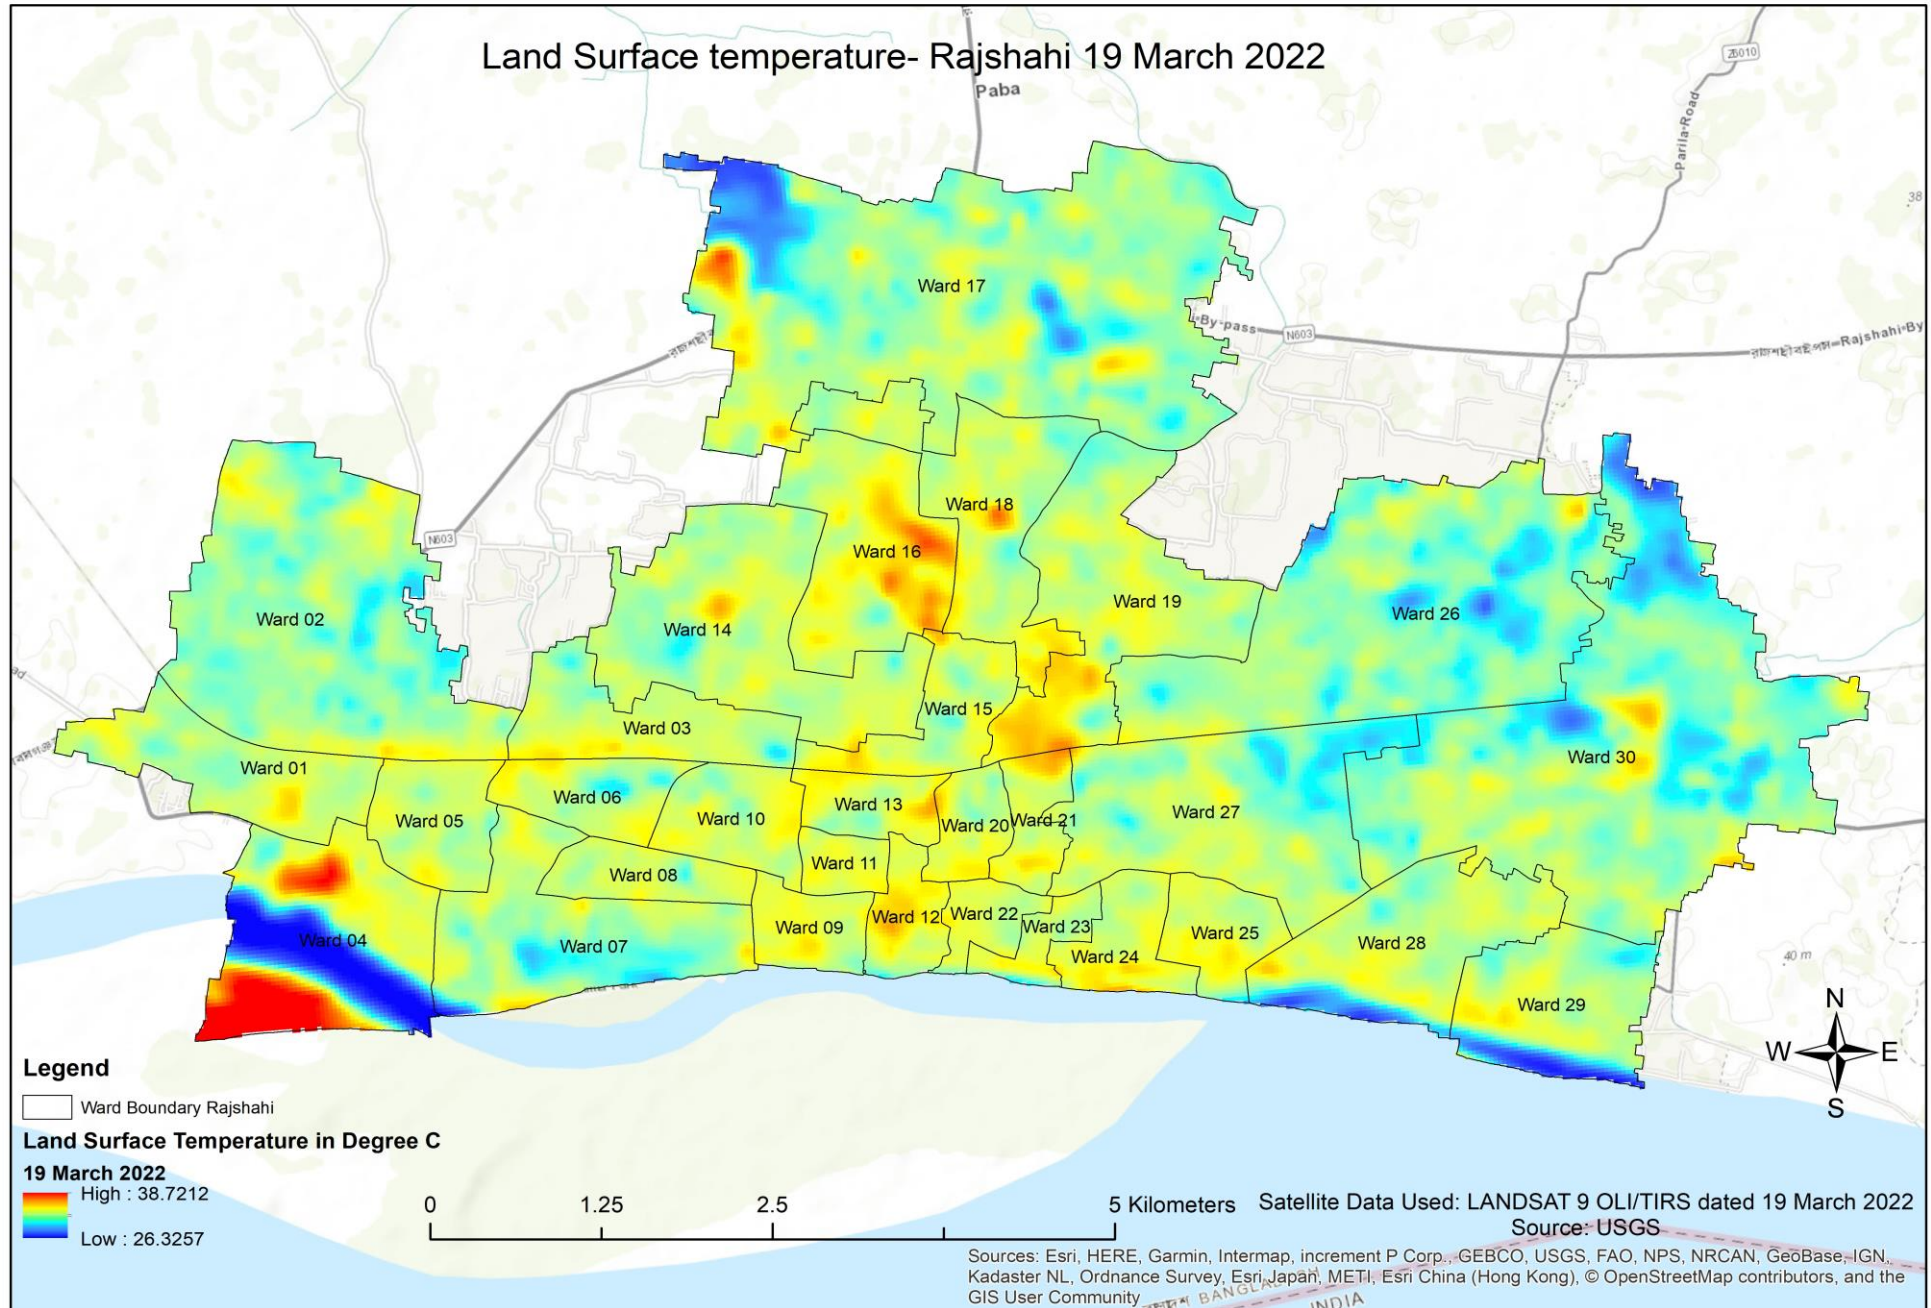 Land Surface temperature- Rajshahi 19 March 2022
Paba
26010
Parila-Road
38
Ward 17
By-pass
N603
Rajshahi-By
Ward 18
N603
Ward 16
Ward 19
Ward 26
Ward 02
Ward 14
Ward 15
Ward 03
Ward 30
Ward 01
Ward 06
Ward 13
Ward 27
Ward 05
Ward 10
Ward 20
Ward 21
Ward 11
Ward 08
Ward 12
Ward 22
Ward 09
Ward 23
Ward 25
Ward 04
Ward 07
Ward 28
Ward 24
40 m
Ward 29
N
W
E
S
Legend
Ward Boundary Rajshahi
Land Surface Temperature in Degree C
19 March 2022
High : 38.7212
Low : 26.3257
0 1.25 2.5 5 Kilometers
Satellite Data Used: LANDSAT 9 OLI/TIRS dated 19 March 2022
Source: USGS
Sources: Esri, HERE, Garmin, Intermap, increment P Corp., GEBCO, USGS, FAO, NPS, NRCAN, GeoBase, IGN,
Kadaster NL, Ordnance Survey, Esri Japan, METI, Esri China (Hong Kong), © OpenStreetMap contributors, and the
GIS User Community
BANGLADESH
INDIA